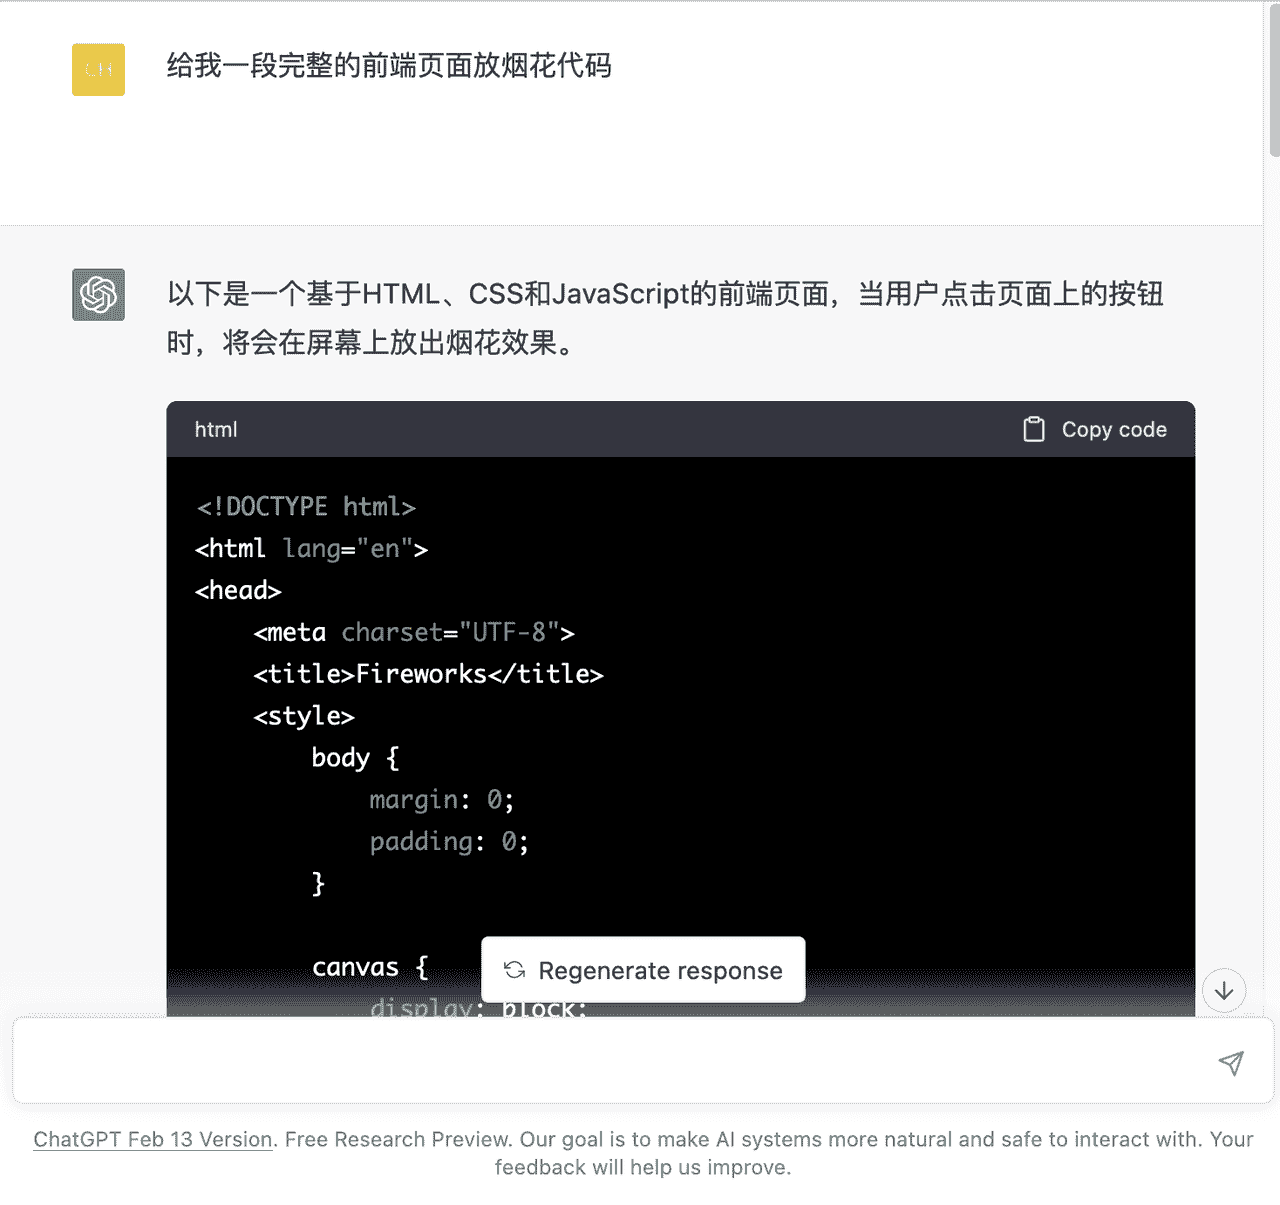 给我一段完整的前端页面放烟花代码
以下是一个基于HTML、CSS和JavaScript的前端页面，当用户点击页面上的按钮
时，将会在屏幕上放出烟花效果。
html
Copy code
<!DOCTYPE html>
<html lang="en">
<head>
    <meta charset="UTF-8">
    <title>Fireworks</title>
    <style>
        body {
            margin: 0;
            padding: 0;
        }
        canvas {
            display: block;
Regenerate response
ChatGPT Feb 13 Version. Free Research Preview. Our goal is to make AI systems more natural and safe to interact with. Your
feedback will help us improve.